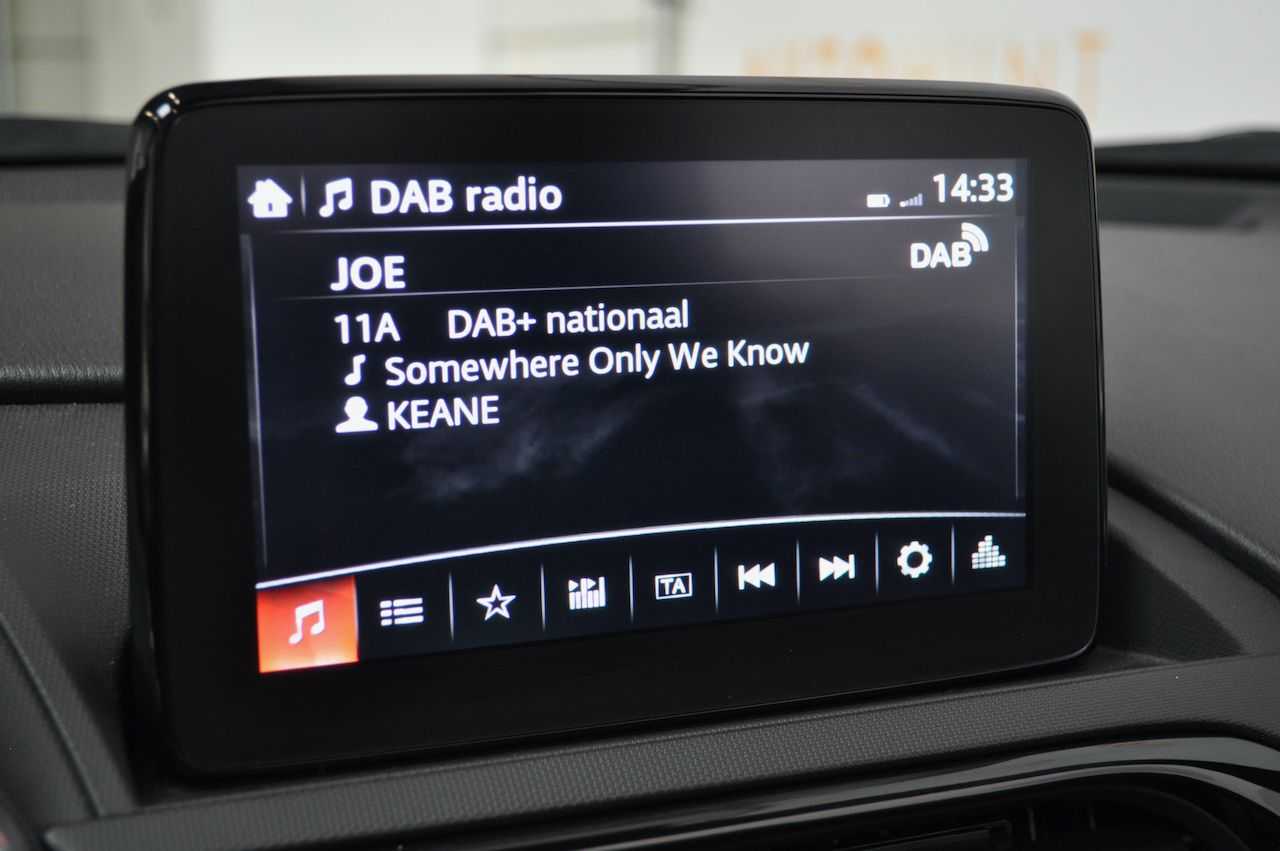 DAB radio 14:33
JOE DAB
11A DAB+ nationaal
Somewhere Only We Know
KEANE
TA